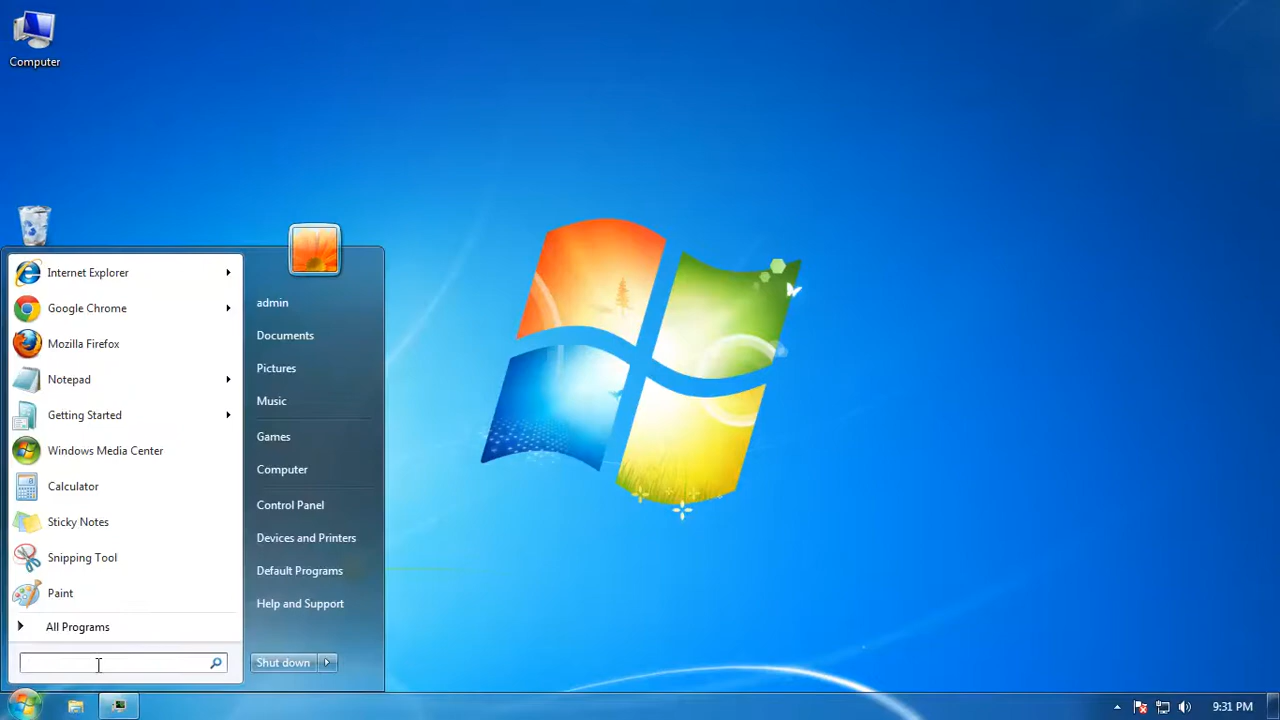 Computer
Internet Explorer
Google Chrome
Mozilla Firefox
Notepad
Getting Started
Windows Media Center
Calculator
Sticky Notes
Snipping Tool
Paint
All Programs
admin
Documents
Pictures
Music
Games
Computer
Control Panel
Devices and Printers
Default Programs
Help and Support
Shut down
9:31 PM